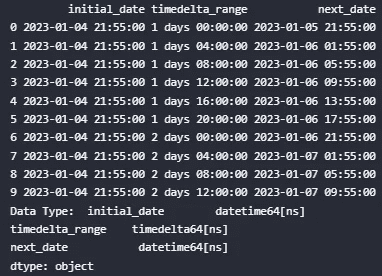 initial_date timedelta_range next_date
0 2023-01-04 21:55:00 1 days 00:00:00 2023-01-05 21:55:00
1 2023-01-04 21:55:00 1 days 04:00:00 2023-01-06 01:55:00
2 2023-01-04 21:55:00 1 days 08:00:00 2023-01-06 05:55:00
3 2023-01-04 21:55:00 1 days 12:00:00 2023-01-06 09:55:00
4 2023-01-04 21:55:00 1 days 16:00:00 2023-01-06 13:55:00
5 2023-01-04 21:55:00 1 days 20:00:00 2023-01-06 17:55:00
6 2023-01-04 21:55:00 2 days 00:00:00 2023-01-06 21:55:00
7 2023-01-04 21:55:00 2 days 04:00:00 2023-01-07 01:55:00
8 2023-01-04 21:55:00 2 days 08:00:00 2023-01-07 05:55:00
9 2023-01-04 21:55:00 2 days 12:00:00 2023-01-07 09:55:00
Data Type:  initial_date        datetime64[ns]
timedelta_range    timedelta64[ns]
next_date           datetime64[ns]
dtype: object